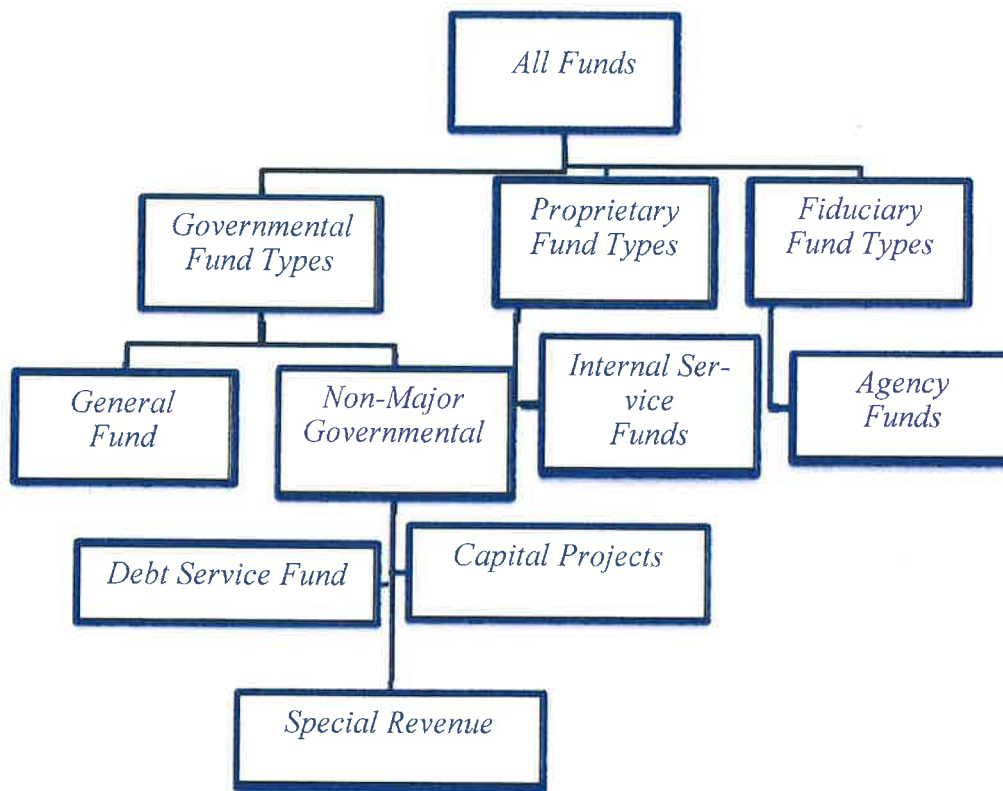 All Funds
Governmental
Fund Types
Proprietary
Fund Types
Fiduciary
Fund Types
General
Fund
Non-Major
Governmental
Internal Ser-
vice
Funds
Agency
Funds
Debt Service Fund
Capital Projects
Special Revenue